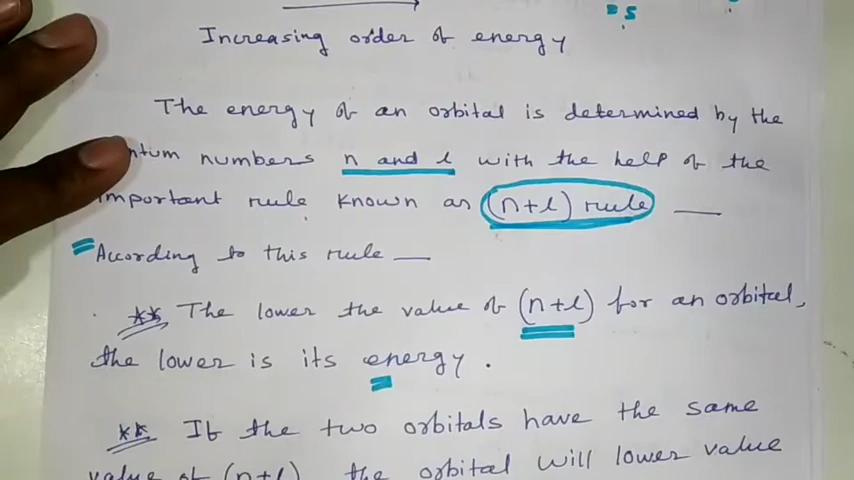 = s
Increasing order of energy
The energy of an orbital is determined by the
ntum numbers n and l with the help of the
important rule known as (n+l) rule —
According to this rule —
** The lower the value of (n+l) for an orbital,
the lower is its energy.
** If the two orbitals have the same
value of (n+l) the orbital will lower value